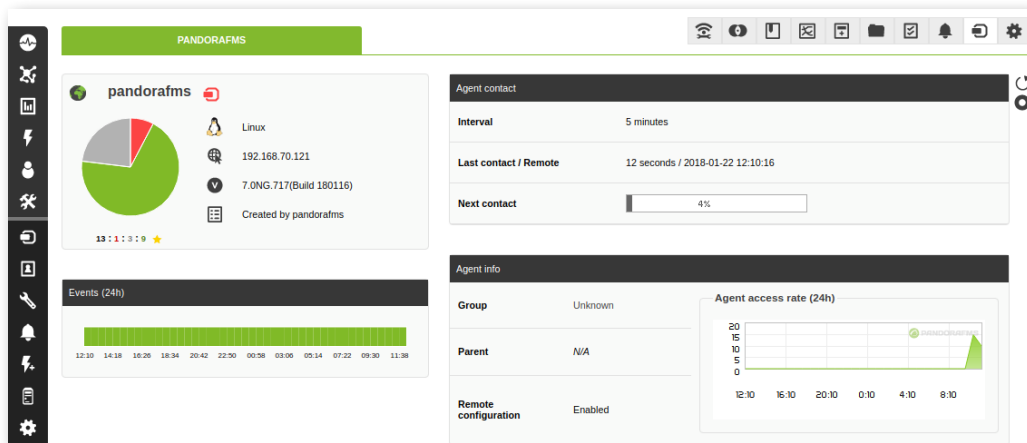 PANDORAFMS
pandorafms
Linux
192.168.70.121
V
7.0NG.717(Build 180116)
Created by pandorafms
13 : 1 : 3 : 9
Events (24h)
12:10 14:18 16:26 18:34 20:42 22:50 00:58 03:06 05:14 07:22 09:30 11:38
Agent contact
Interval 5 minutes
Last contact / Remote 12 seconds / 2018-01-22 12:10:16
Next contact 4%
Agent info
Group Unknown
Parent N/A
Remote
configuration Enabled
Agent access rate (24h)
PANDORAFMS
20
15
10
5
0
12:10 16:10 20:10 0:10 4:10 8:10